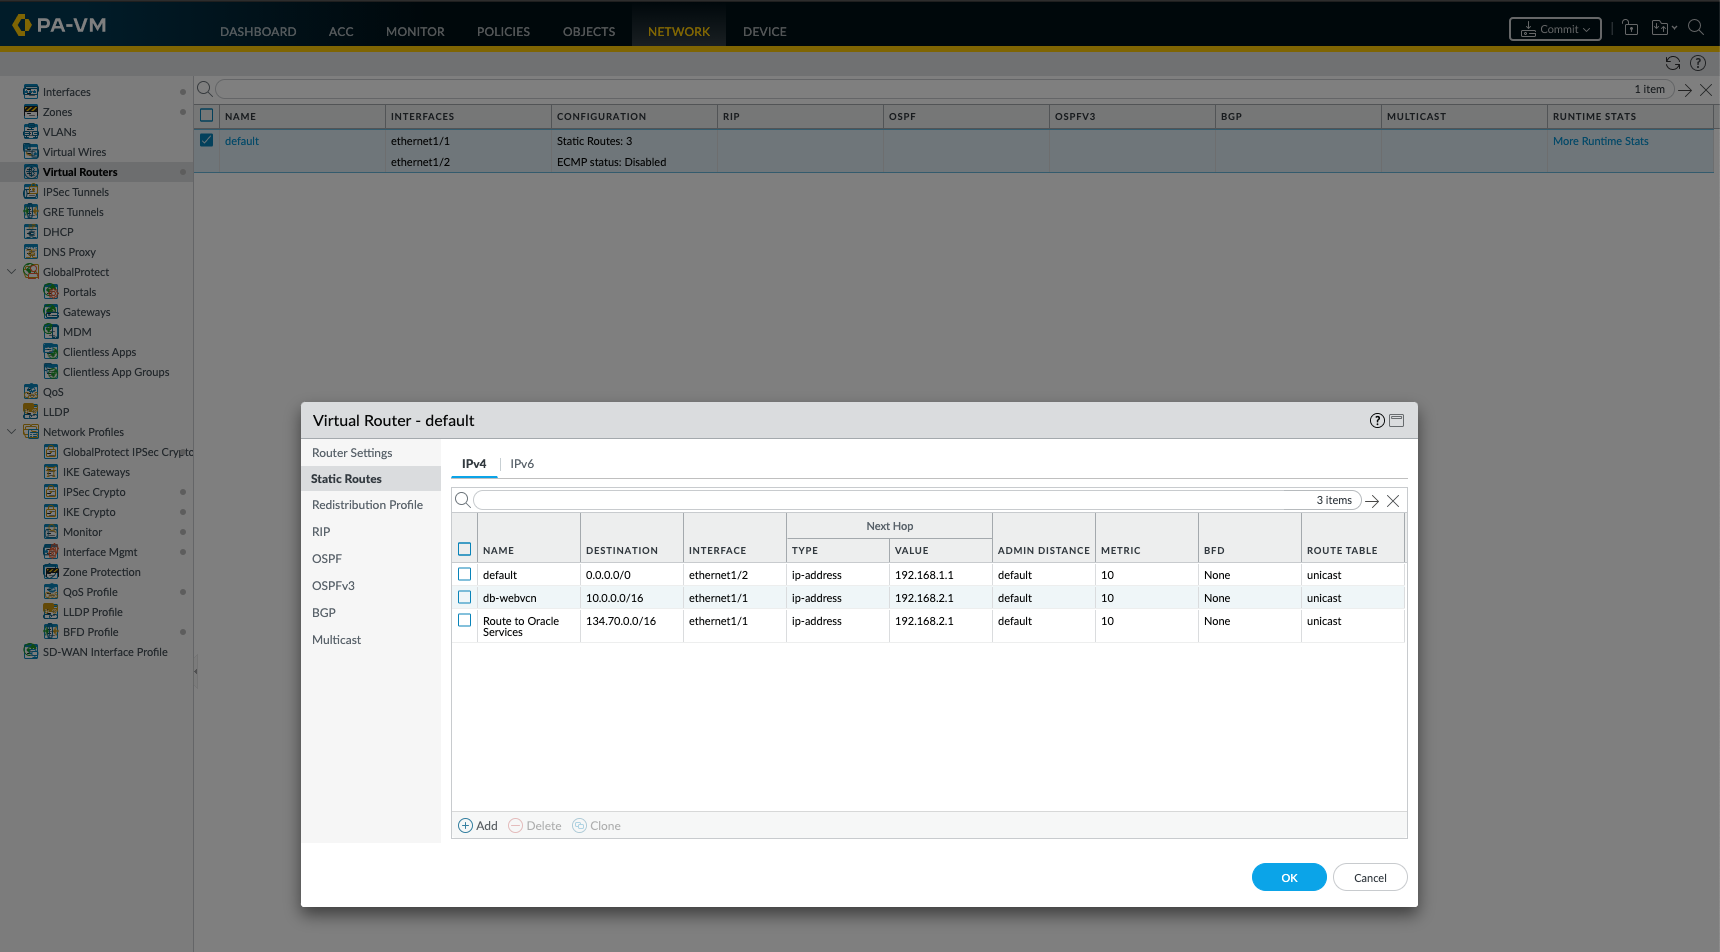 PA-VM
DASHBOARD ACC MONITOR POLICIES OBJECTS NETWORK DEVICE
Commit
Interfaces
Zones
VLANs
Virtual Wires
Virtual Routers
IPSec Tunnels
GRE Tunnels
DHCP
DNS Proxy
GlobalProtect
Portals
Gateways
MDM
Clientless Apps
Clientless App Groups
QoS
LLDP
Network Profiles
GlobalProtect IPSec Crypto
IKE Gateways
IPSec Crypto
IKE Crypto
Monitor
Interface Mgmt
Zone Protection
QoS Profile
LLDP Profile
BFD Profile
SD-WAN Interface Profile
1 item
NAME INTERFACES CONFIGURATION RIP OSPF OSPFV3 BGP MULTICAST RUNTIME STATS
default ethernet1/1 Static Routes: 3 More Runtime Stats
ethernet1/2 ECMP status: Disabled
Virtual Router - default
Router Settings
Static Routes
Redistribution Profile
RIP
OSPF
OSPFv3
BGP
Multicast
IPv4 IPv6
3 items
Next Hop
NAME DESTINATION INTERFACE TYPE VALUE ADMIN DISTANCE METRIC BFD ROUTE TABLE
default 0.0.0.0/0 ethernet1/2 ip-address 192.168.1.1 default 10 None unicast
db-webvcn 10.0.0.0/16 ethernet1/1 ip-address 192.168.2.1 default 10 None unicast
Route to Oracle 134.70.0.0/16 ethernet1/1 ip-address 192.168.2.1 default 10 None unicast
Services
Add Delete Clone
OK Cancel